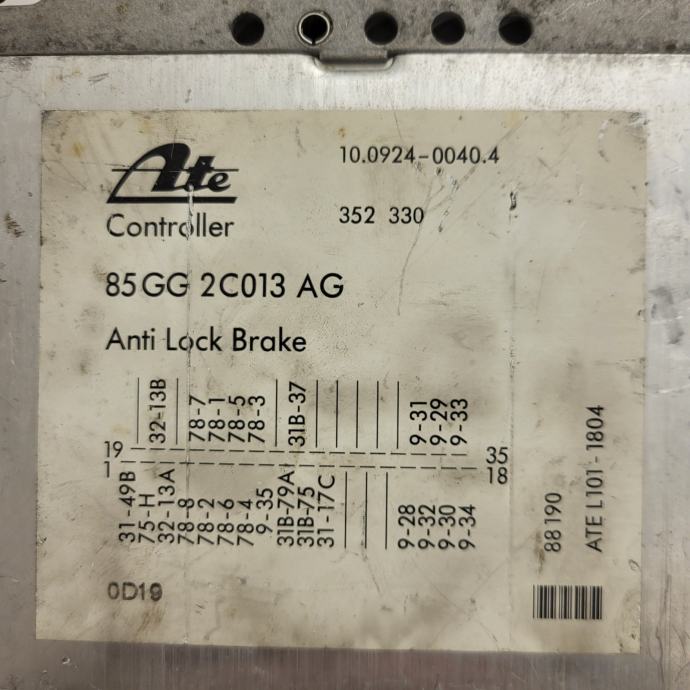 Ate
10.0924-0040.4
Controller
352 330
85GG 2C013 AG
Anti Lock Brake
32-13B 78-7 78-1 78-5 78-3 31B-37 9-31 9-29 9-33
19 35
1 18
31-49B 75-H 32-13A 78-8 78-2 78-6 78-4 9-35 31B-79A 31B-75 31-17C 9-28 9-32 9-30 9-34
0D19
88190
ATE L101-1804